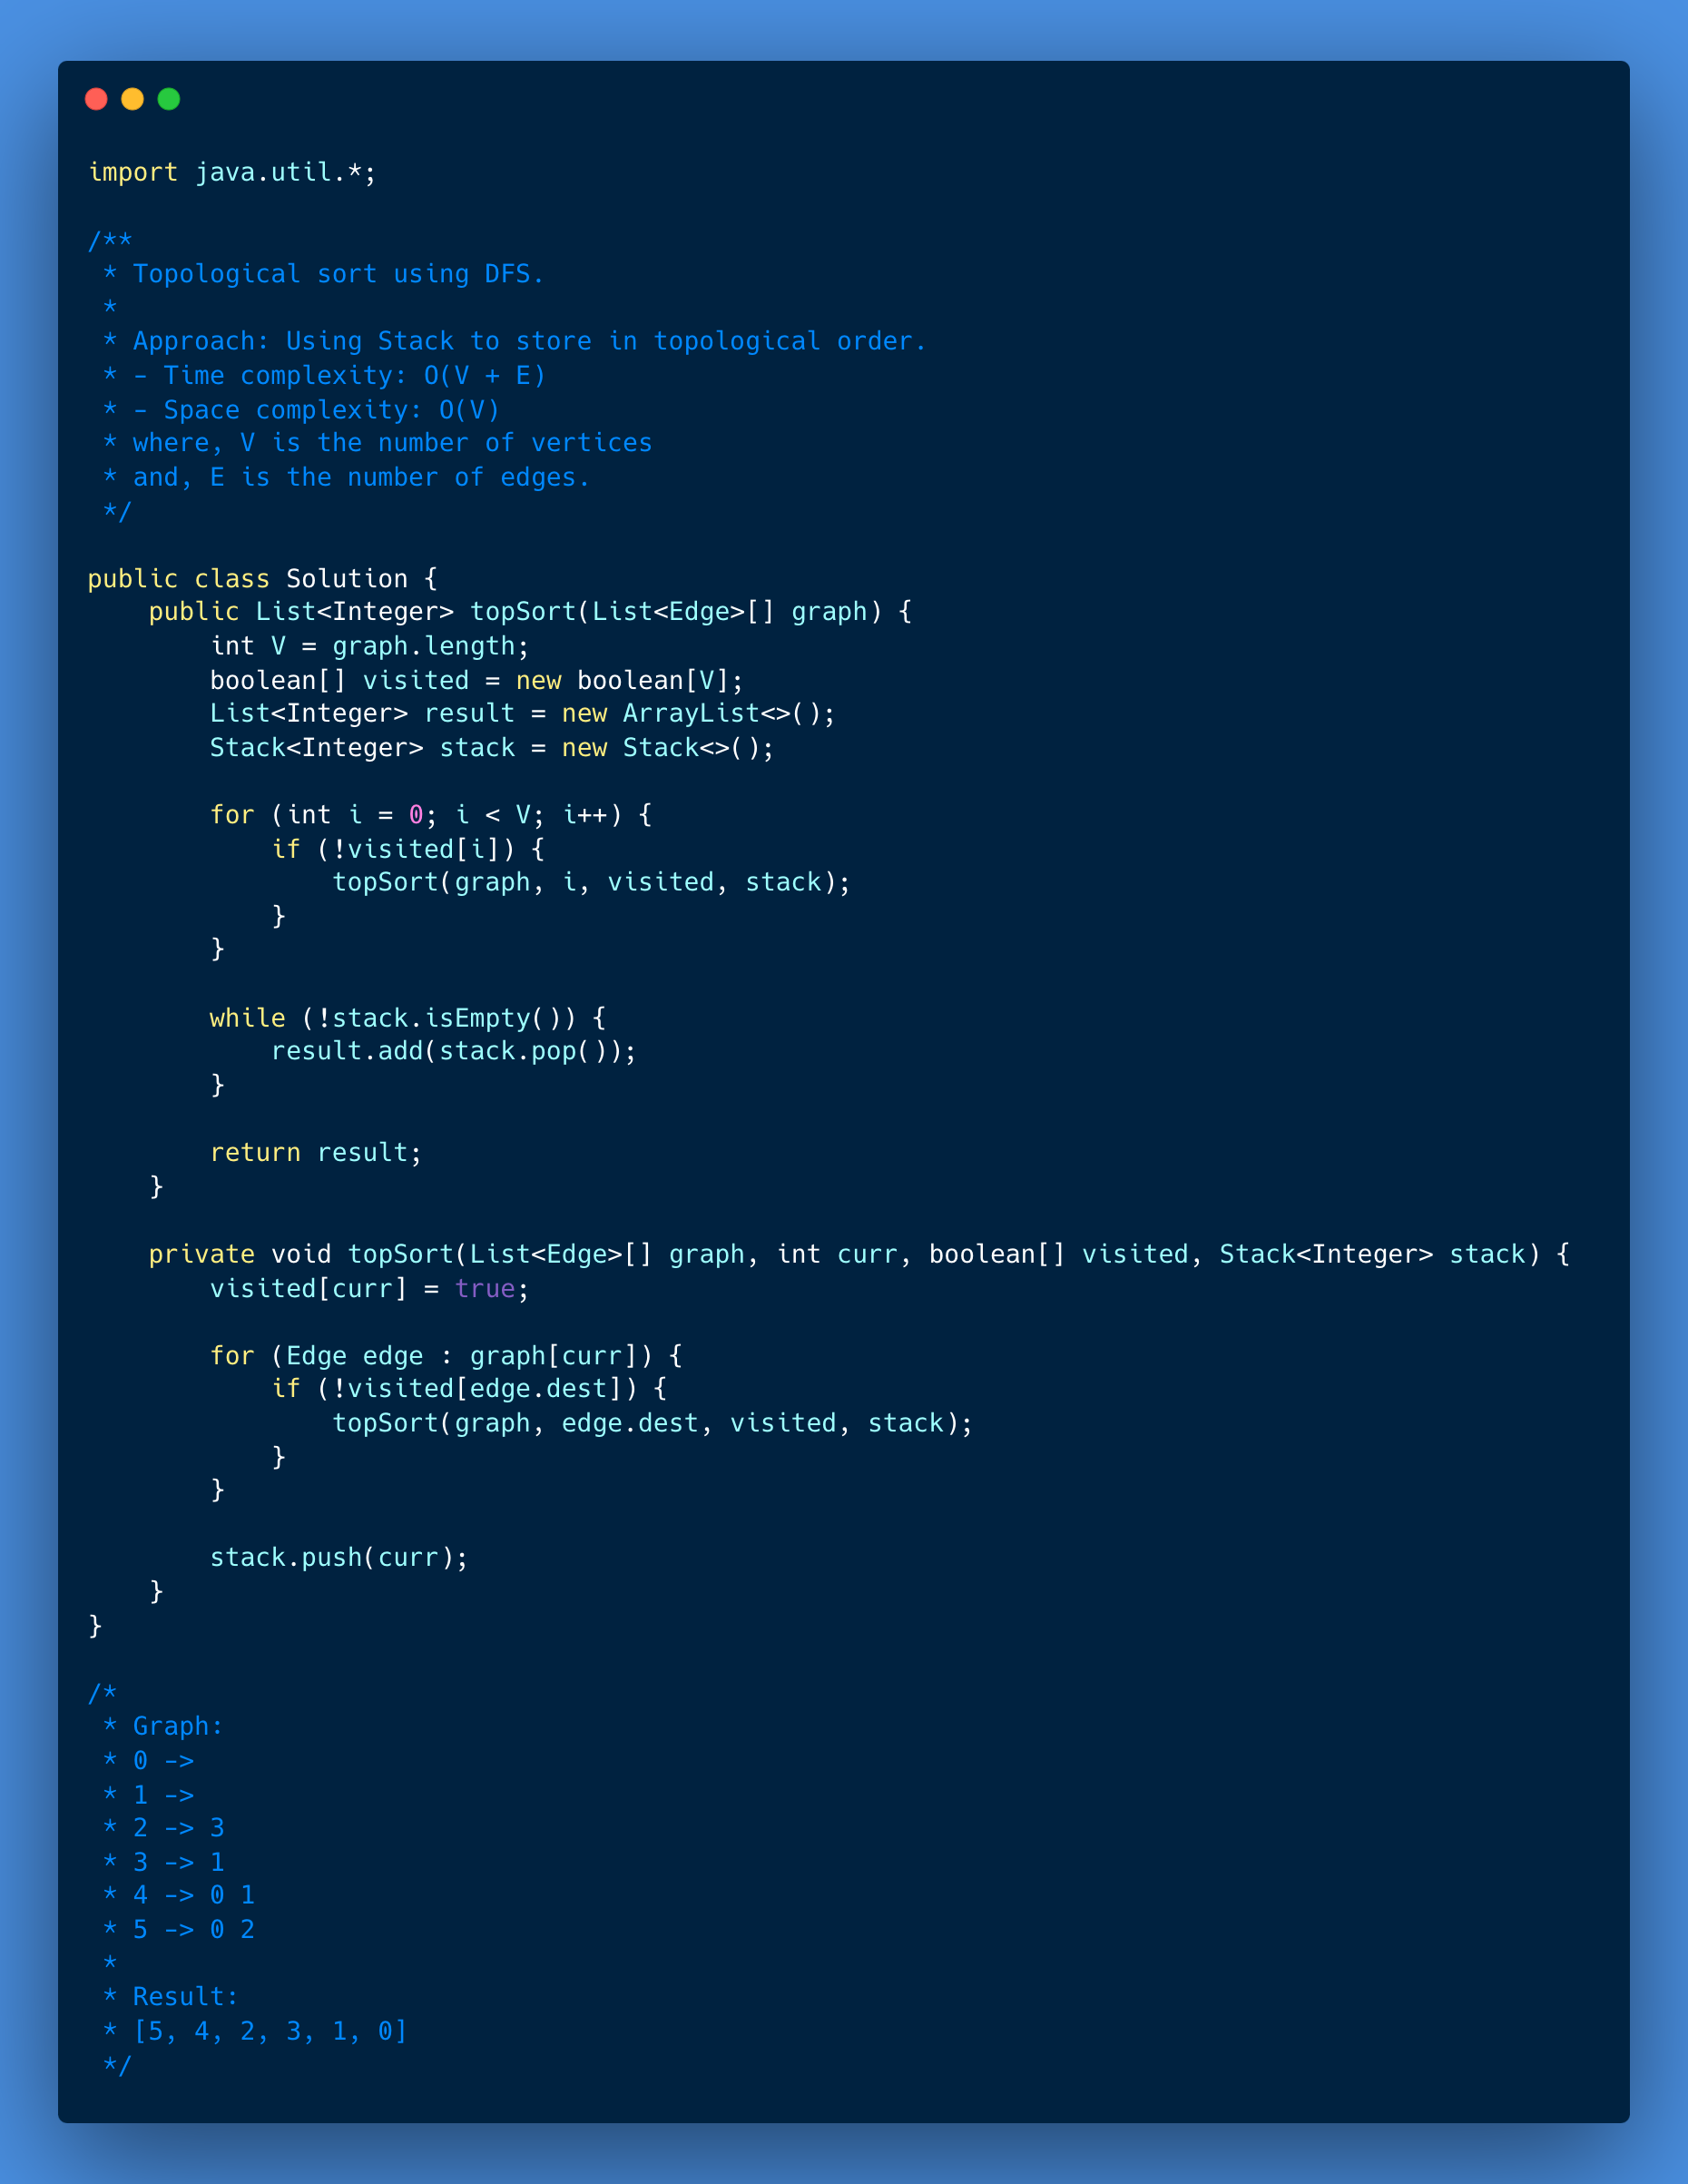 import java.util.*;

/**
 * Topological sort using DFS.
 *
 * Approach: Using Stack to store in topological order.
 * - Time complexity: O(V + E)
 * - Space complexity: O(V)
 * where, V is the number of vertices
 * and, E is the number of edges.
 */

public class Solution {
    public List<Integer> topSort(List<Edge>[] graph) {
        int V = graph.length;
        boolean[] visited = new boolean[V];
        List<Integer> result = new ArrayList<>();
        Stack<Integer> stack = new Stack<>();

        for (int i = 0; i < V; i++) {
            if (!visited[i]) {
                topSort(graph, i, visited, stack);
            }
        }

        while (!stack.isEmpty()) {
            result.add(stack.pop());
        }

        return result;
    }

    private void topSort(List<Edge>[] graph, int curr, boolean[] visited, Stack<Integer> stack) {
        visited[curr] = true;

        for (Edge edge : graph[curr]) {
            if (!visited[edge.dest]) {
                topSort(graph, edge.dest, visited, stack);
            }
        }

        stack.push(curr);
    }
}

/*
 * Graph:
 * 0 ->
 * 1 ->
 * 2 -> 3
 * 3 -> 1
 * 4 -> 0 1
 * 5 -> 0 2
 *
 * Result:
 * [5, 4, 2, 3, 1, 0]
 */